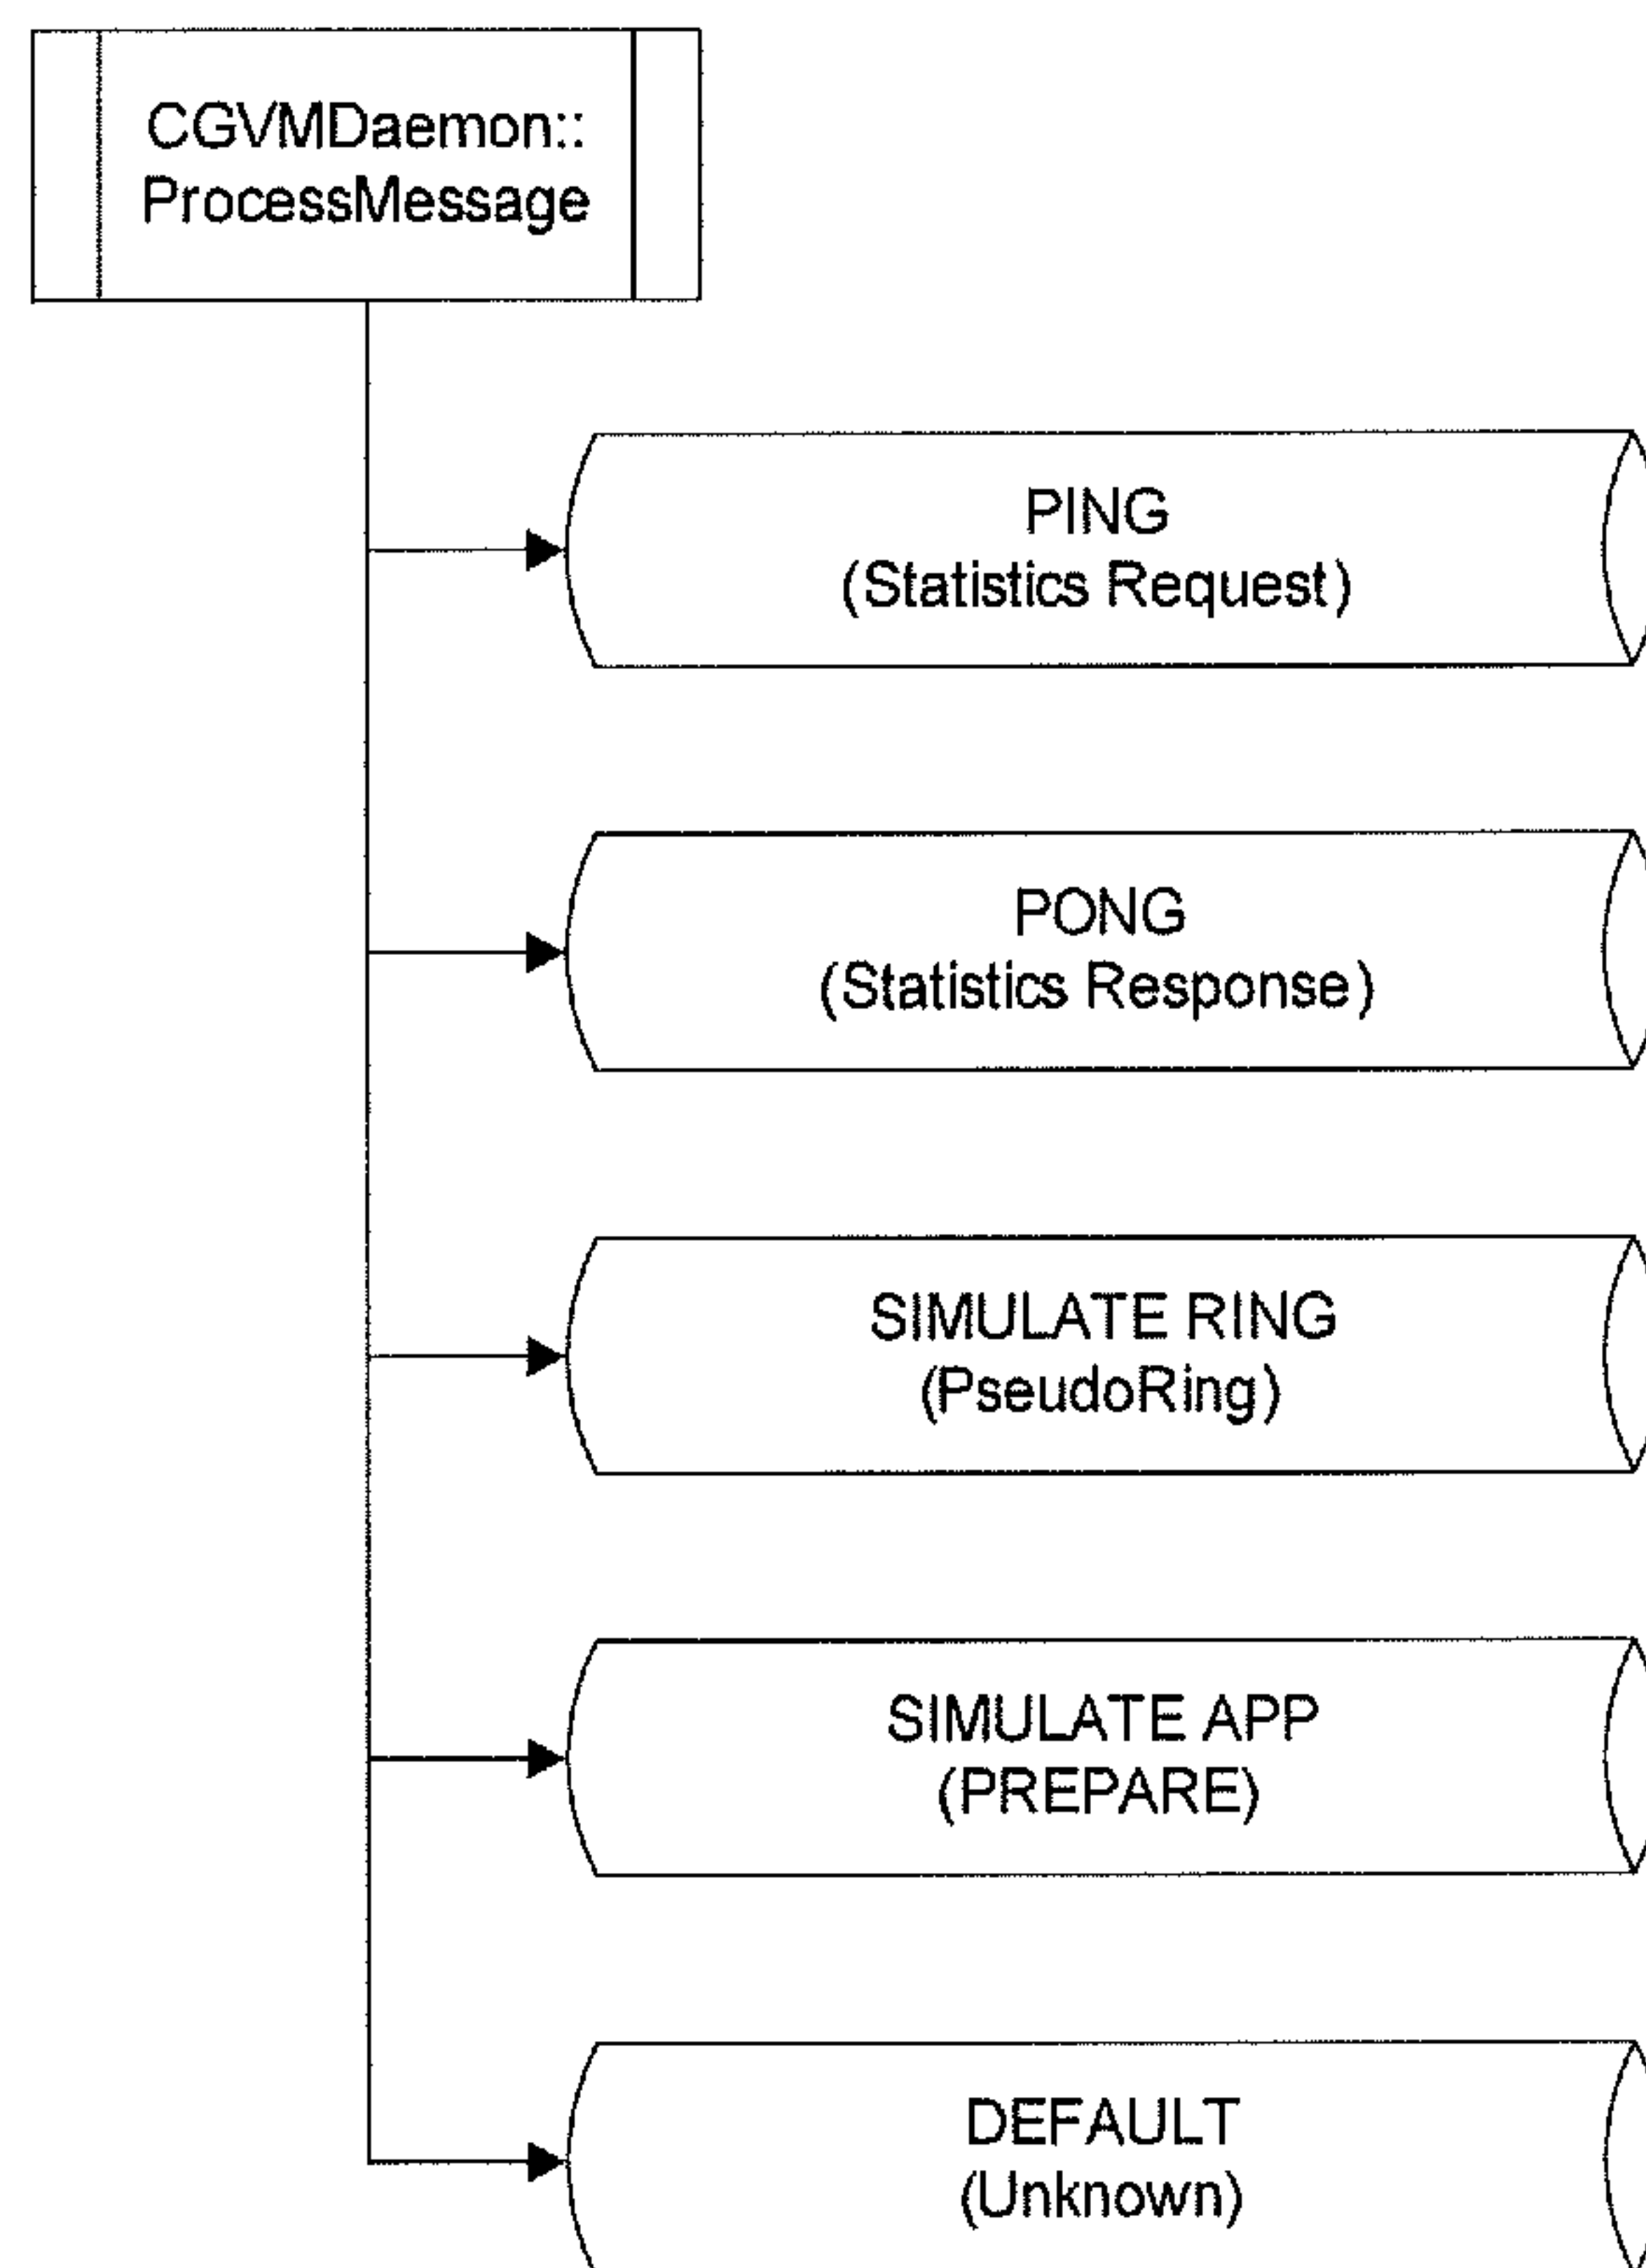 CGVMDaemon::
ProcessMessage
PING
(Statistics Request)
PONG
(Statistics Response)
SIMULATE RING
(PseudoRing)
SIMULATE APP
(PREPARE)
DEFAULT
(Unknown)